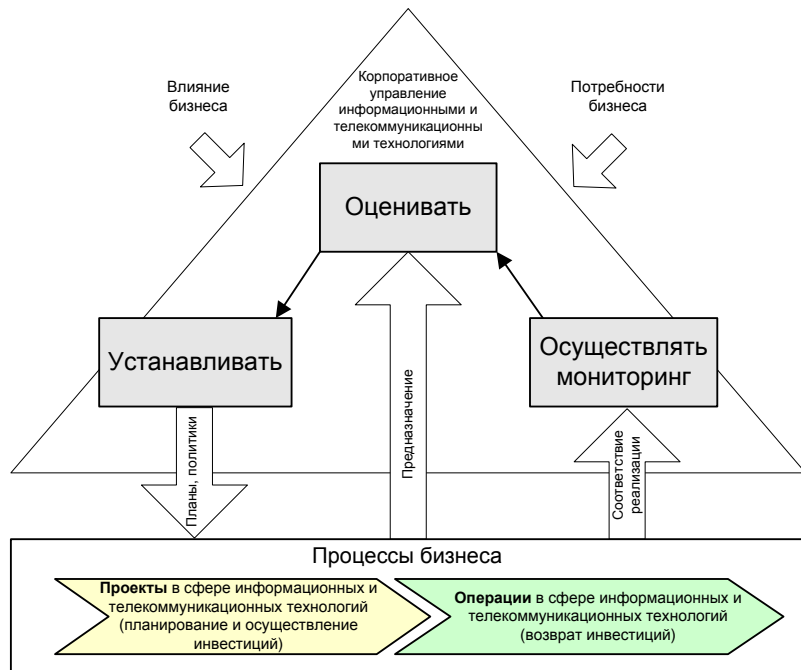 Влияние
бизнеса
Корпоративное
управление
информационными и
телекоммуникационны
ми технологиями
Потребности
бизнеса
Оценивать
Устанавливать
Осуществлять
мониторинг
Планы, политики
Предназначение
Соответствие
реализации
Процессы бизнеса
Проекты в сфере информационных и
телекоммуникационных технологий
(планирование и осуществление
инвестиций)
Операции в сфере информационных и
телекоммуникационных технологий
(возврат инвестиций)